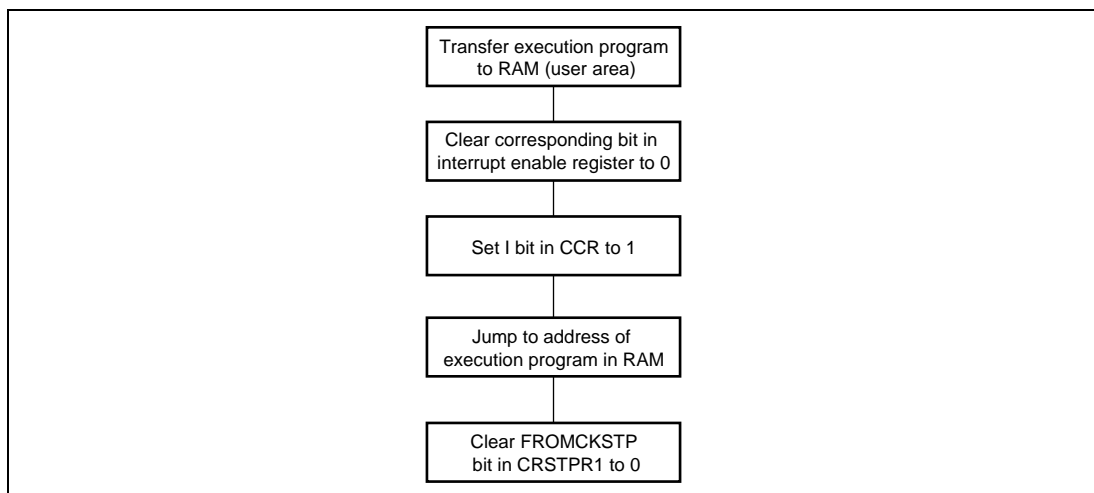 Transfer execution program
to RAM (user area)
Clear corresponding bit in
interrupt enable register to 0
Set I bit in CCR to 1
Jump to address of
execution program in RAM
Clear FROMCKSTP
bit in CRSTPR1 to 0